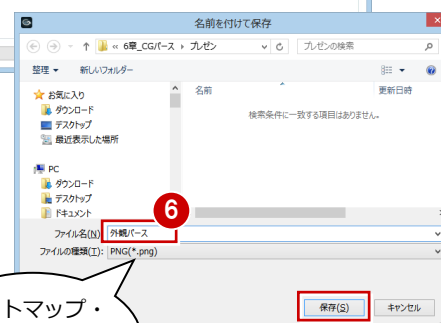 名前を付けて保存
« 6章_CGパース ▸ プレゼン
プレゼンの検索
整理 ▼ 新しいフォルダー
お気に入り
ダウンロード
デスクトップ
最近表示した場所
PC
ダウンロード
デスクトップ
ドキュメント
名前
更新日時
検索条件に一致する項目はありません。
6
ファイル名(N): 外観パース
ファイルの種類(T): PNG(*.png)
トマップ・
保存(S)
キャンセル